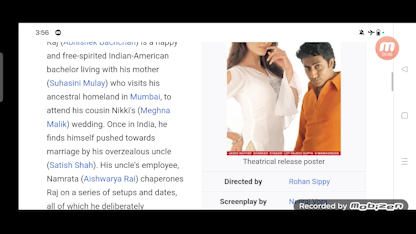 3:56
Raj (Abhishek Bachchan) is a happy
and free-spirited Indian-American
bachelor living with his mother
(Suhasini Mulay) who visits his
ancestral homeland in Mumbai, to
attend his cousin Nikki's (Meghna
Malik) wedding. Once in India, he
finds himself pushed towards
marriage by his overzealous uncle
(Satish Shah). His uncle's employee,
Namrata (Aishwarya Rai) chaperones
Raj on a series of setups and dates,
all of which he deliberately
Theatrical release poster
Directed by Rohan Sippy
Screenplay by
Recorded by mobizen